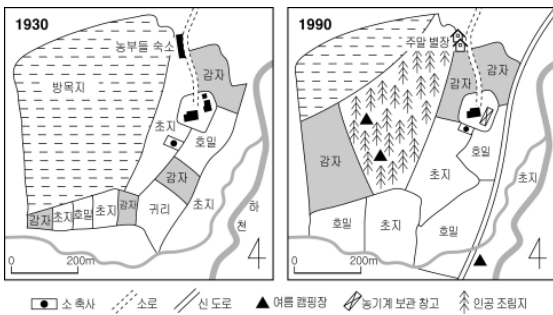 1930
농부들 숙소
방목지
감자
초지
호밀
감자
감자
초지
호밀
초지
감자
귀리
초지
하천
0
200m
1990
주말 별장
감자
감자
감자
호밀
초지
초지
호밀
초지
호밀
0
200m
소 축사
소로
신 도로
여름 캠핑장
농기계 보관 창고
인공 조림지